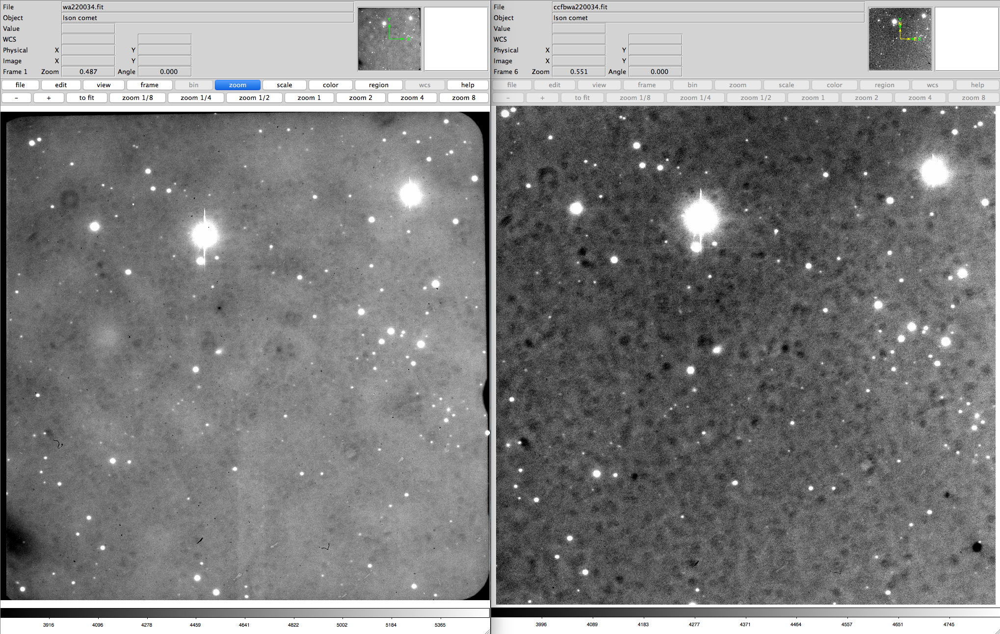 File wa220034.fit
Object Ison comet
Value
WCS
Physical X Y
Image X Y
Frame 1 Zoom 0.487 Angle 0.000
Y
X
file edit view frame bin zoom scale color region wcs help
- + to fit zoom 1/8 zoom 1/4 zoom 1/2 zoom 1 zoom 2 zoom 4 zoom 8
3916 4096 4278 4459 4641 4822 5002 5184 5365
File ccfbwa220034.fit
Object Ison comet
Value
WCS
Physical X Y
Image X Y
Frame 6 Zoom 0.551 Angle 0.000
Y
N
E X
file edit view frame bin zoom scale color region wcs help
- + to fit zoom 1/8 zoom 1/4 zoom 1/2 zoom 1 zoom 2 zoom 4 zoom 8
3996 4089 4183 4277 4371 4464 4557 4651 4745